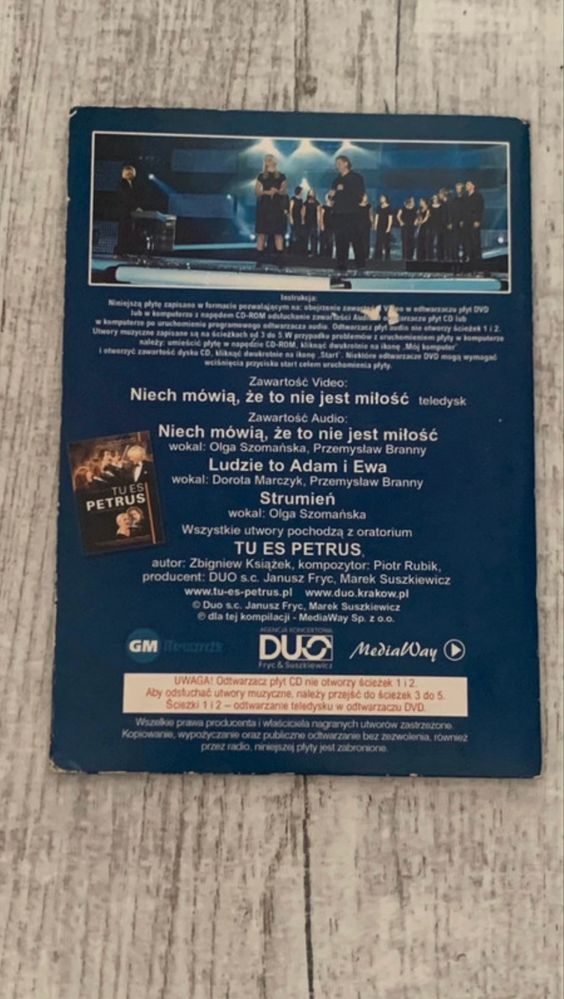 Instrukcja:
Niniejszą płytę zapisano w formacie pozwalającym na: obejrzenie zawartości Video w odtwarzaczu płyt DVD
lub w komputerze z napędem CD-ROM odsłuchanie zawartości Audio w odtwarzaczu płyt CD lub
w komputerze po uruchomieniu programowego odtwarzacza audio. Odtwarzacz płyt audio nie otworzy ścieżek 1 i 2.
Utwory muzyczne zapisane są na ścieżkach od 3 do 5. W przypadku problemów z uruchomieniem płyty w komputerze
należy: umieścić płytę w napędzie CD-ROM, kliknąć dwukrotnie na ikonę „Mój komputer"
i otworzyć zawartość dysku CD, kliknąć dwukrotnie na ikonę „Start". Niektóre odtwarzacze DVD mogą wymagać
wciśnięcia przycisku start celem uruchomienia płyty.
Zawartość Video:
Niech mówią, że to nie jest miłość teledysk
Zawartość Audio:
Niech mówią, że to nie jest miłość
wokal: Olga Szomańska, Przemysław Branny
Ludzie to Adam i Ewa
wokal: Dorota Marczyk, Przemysław Branny
Strumień
wokal: Olga Szomańska
TU ES
PETRUS
Wszystkie utwory pochodzą z oratorium
TU ES PETRUS,
autor: Zbigniew Książek, kompozytor: Piotr Rubik,
producent: DUO s.c. Janusz Fryc, Marek Suszkiewicz
www.tu-es-petrus.pl www.duo.krakow.pl
© Duo s.c. Janusz Fryc, Marek Suszkiewicz
℗ dla tej kompilacji - MediaWay Sp. z o.o.
GM Records
AGENCJA KONCERTOWA
DUO
Fryc & Suszkiewicz
MediaWay
UWAGA! Odtwarzacz płyt CD nie otworzy ścieżek 1 i 2.
Aby odsłuchać utwory muzyczne, należy przejść do ścieżek 3 do 5.
Ścieżki 1 i 2 – odtwarzanie teledysku w odtwarzaczu DVD.
Wszelkie prawa producenta i właściciela nagranych utworów zastrzeżone.
Kopiowanie, wypożyczanie oraz publiczne odtwarzanie bez zezwolenia, również
przez radio, niniejszej płyty jest zabronione.